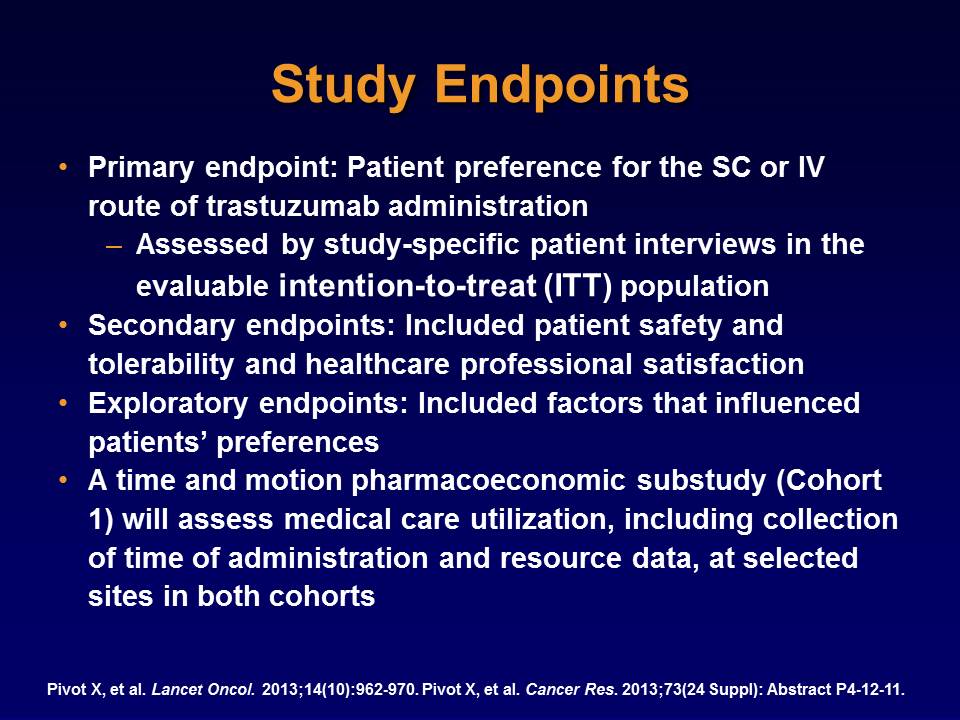 Study Endpoints
• Primary endpoint: Patient preference for the SC or IV
route of trastuzumab administration
– Assessed by study-specific patient interviews in the
evaluable intention-to-treat (ITT) population
• Secondary endpoints: Included patient safety and
tolerability and healthcare professional satisfaction
• Exploratory endpoints: Included factors that influenced
patients’ preferences
• A time and motion pharmacoeconomic substudy (Cohort
1) will assess medical care utilization, including collection
of time of administration and resource data, at selected
sites in both cohorts
Pivot X, et al. Lancet Oncol. 2013;14(10):962-970. Pivot X, et al. Cancer Res. 2013;73(24 Suppl): Abstract P4-12-11.